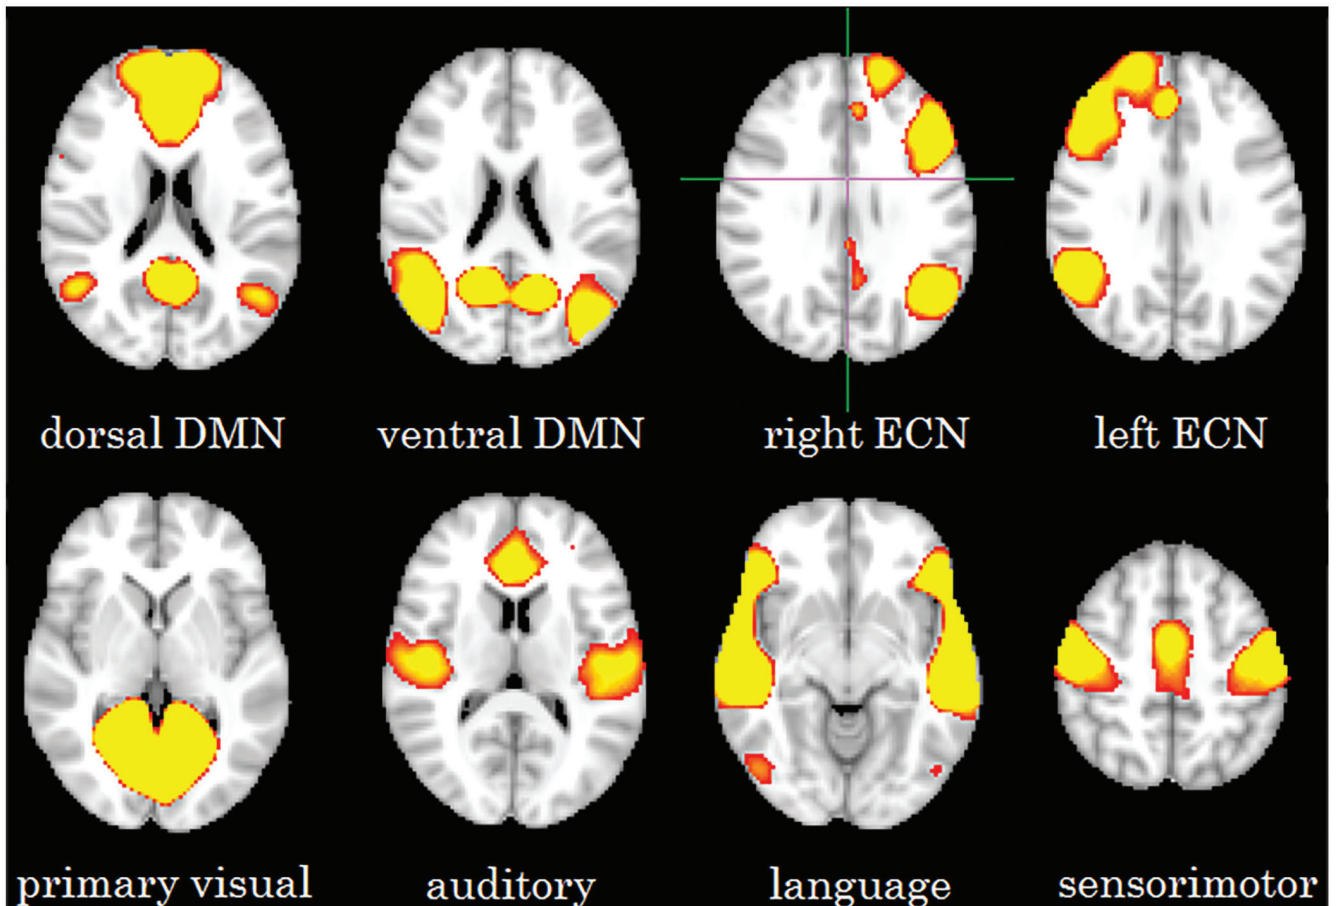 dorsal DMN
ventral DMN
right ECN
left ECN
primary visual
auditory
language
sensorimotor